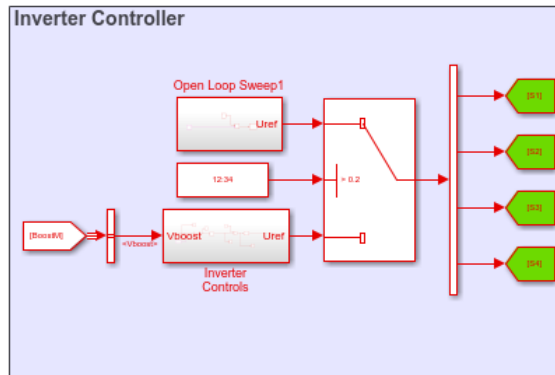 Inverter Controller
Open Loop Sweep1
Uref
[S1]
[S2]
12:34
> 0.2
[S3]
[BoostM]
<Vboost>
Vboost
Uref
[S4]
Inverter
Controls